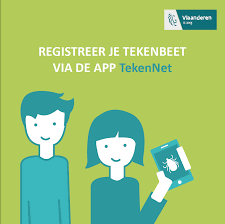 Vlaanderen
is zorg
REGISTREER JE TEKENBEET
VIA DE APP TekenNet